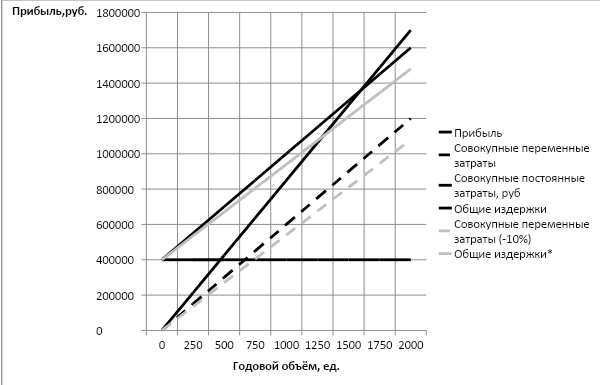 Прибыль,руб.
1800000
1600000
1400000
1200000
1000000
800000
600000
400000
200000
0
0 250 500 750 1000 1250 1500 1750 2000
Годовой объём, ед.
Прибыль
Совокупные переменные
затраты
Совокупные постоянные
затраты, руб
Общие издержки
Совокупные переменные
затраты (-10%)
Общие издержки*